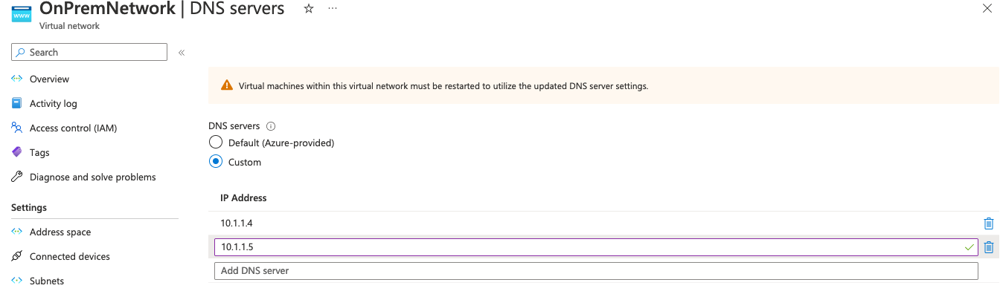 OnPremNetwork | DNS servers
Virtual network
Search
Overview
Activity log
Access control (IAM)
Tags
Diagnose and solve problems
Settings
Address space
Connected devices
Subnets
Virtual machines within this virtual network must be restarted to utilize the updated DNS server settings.
DNS servers
Default (Azure-provided)
Custom
IP Address
10.1.1.4
10.1.1.5
Add DNS server